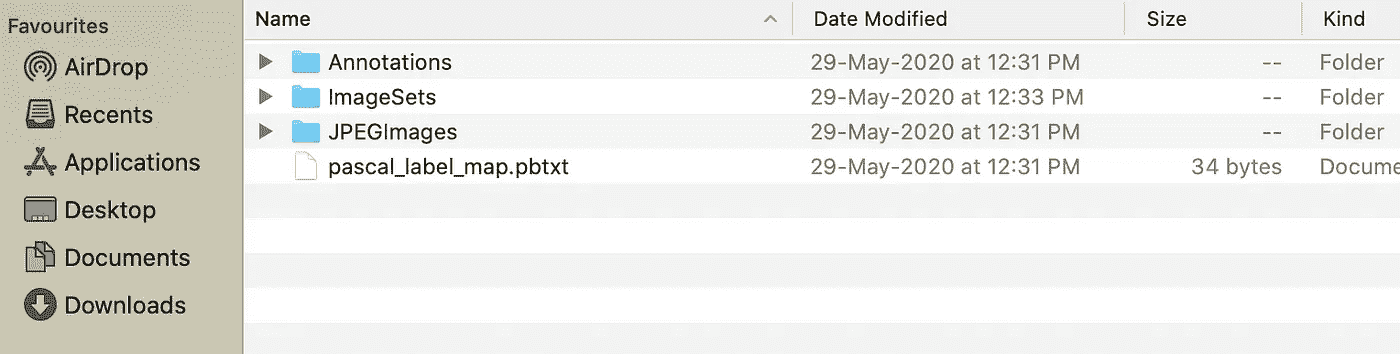 Favourites
AirDrop
Recents
Applications
Desktop
Documents
Downloads
Name Date Modified Size Kind
Annotations 29-May-2020 at 12:31 PM -- Folder
ImageSets 29-May-2020 at 12:33 PM -- Folder
JPEGImages 29-May-2020 at 12:31 PM -- Folder
pascal_label_map.pbtxt 29-May-2020 at 12:31 PM 34 bytes Docume